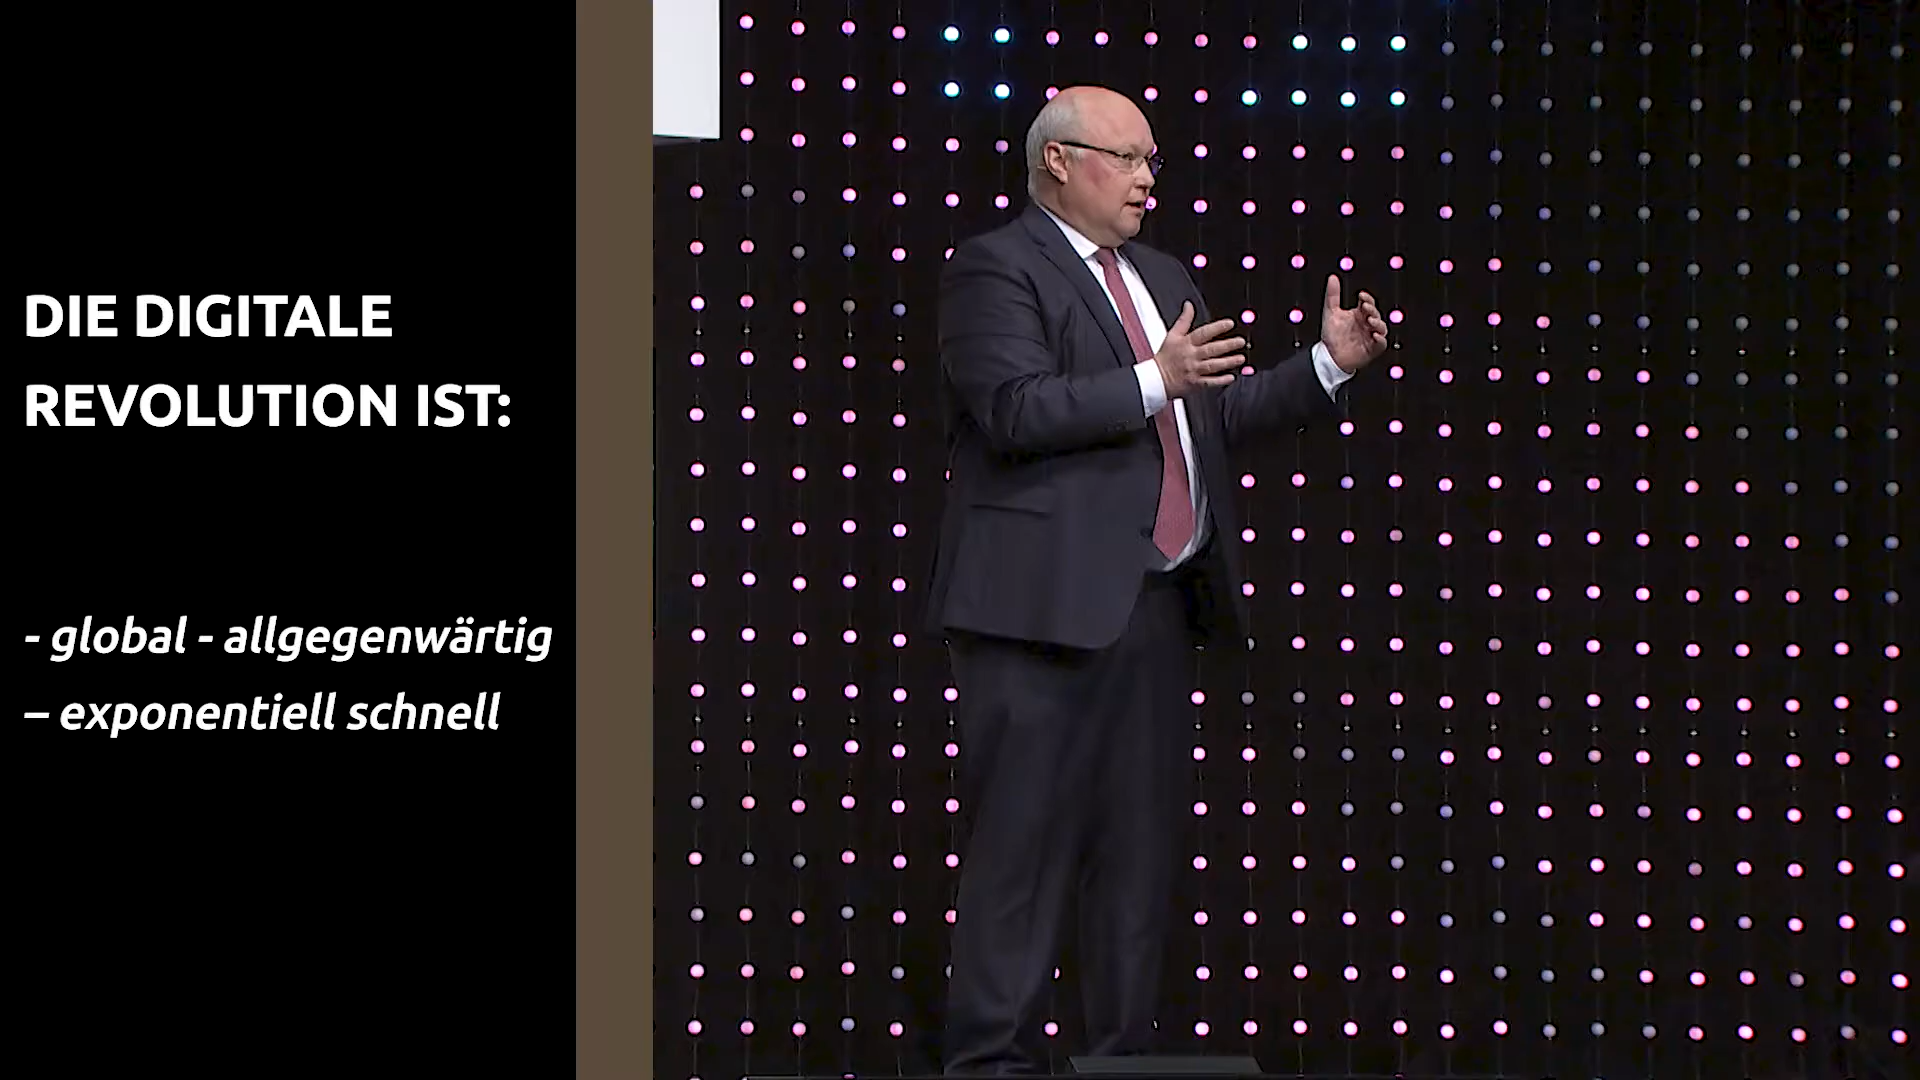 DIE DIGITALE
REVOLUTION IST:
- global - allgegenwärtig
– exponentiell schnell